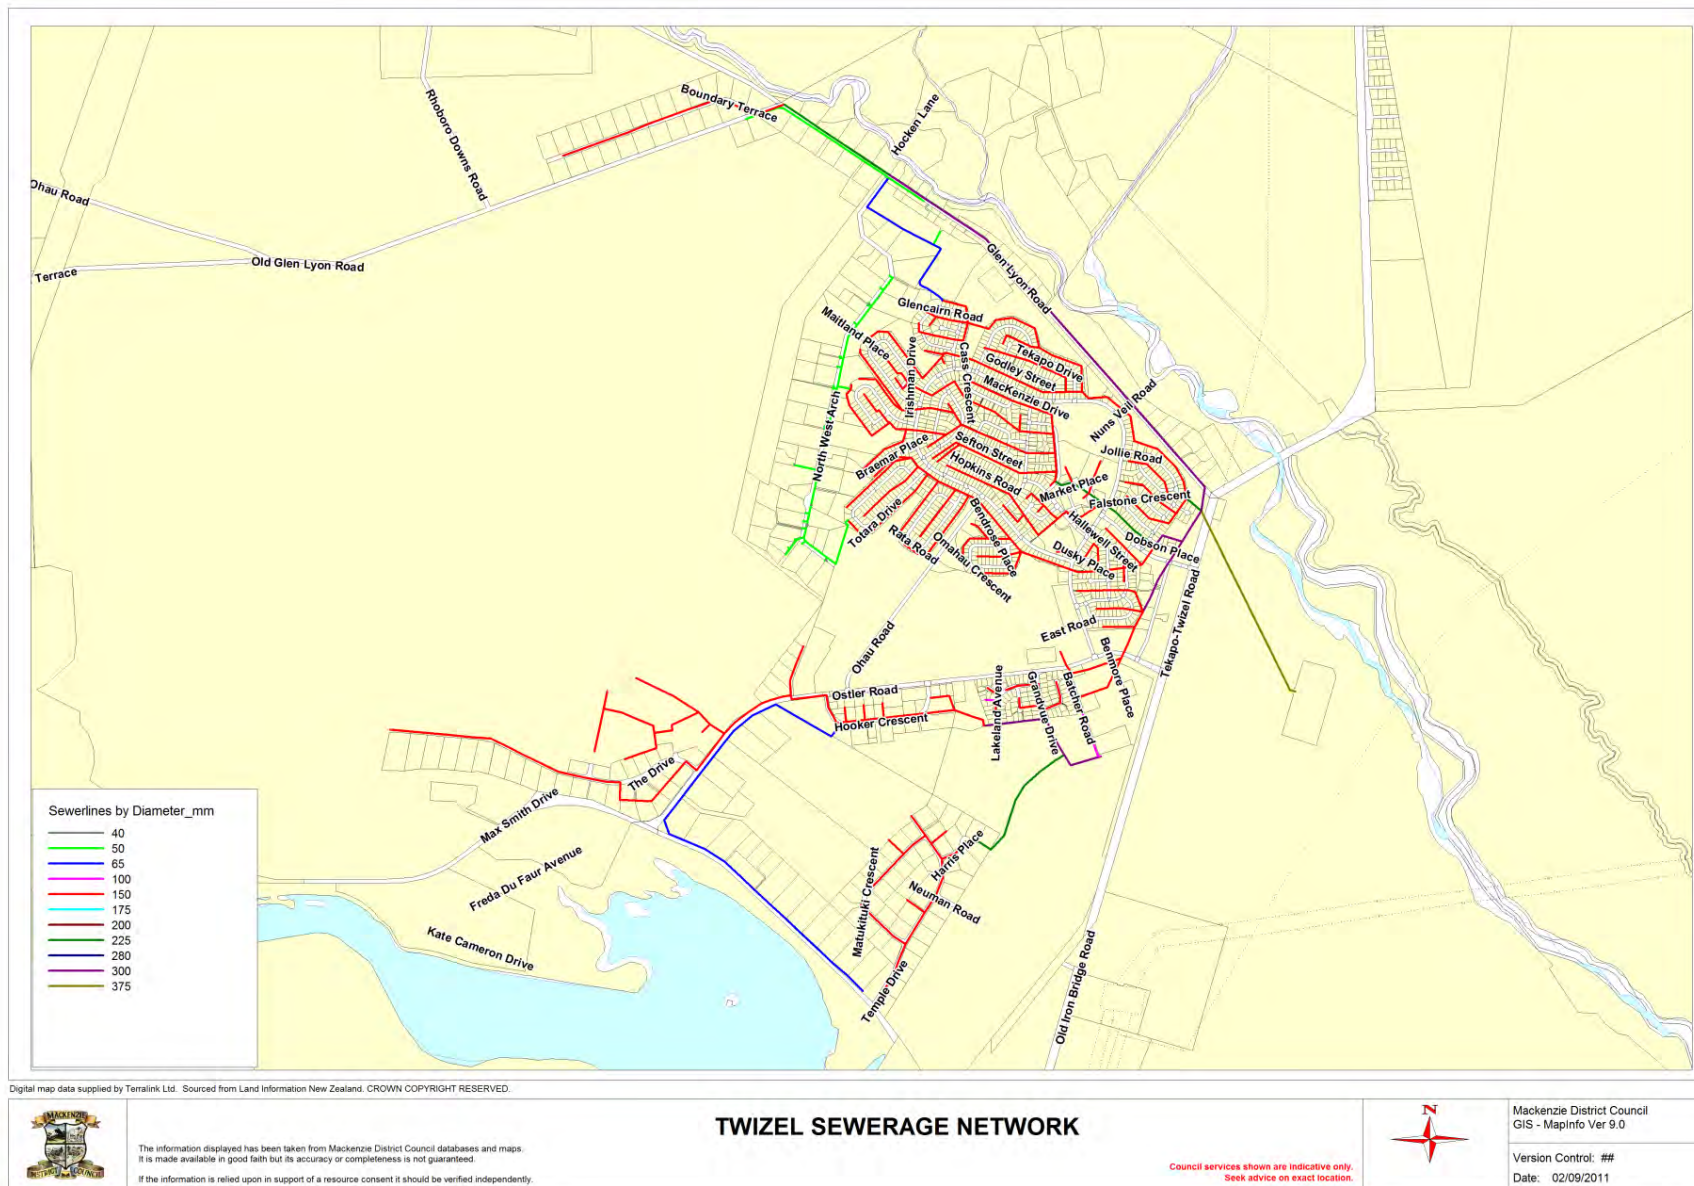 Boundary Terrace
Hocken Lane
Rhoboro Downs Road
Ohau Road
Old Glen Lyon Road
Terrace
Glen Lyon Road
Glencairn Road
Maitland Place
Irishman Drive
Cass Crescent
Tekapo Drive
Godley Street
MacKenzie Drive
Nuns Veil Road
North West Arch
Braemar Place
Sefton Street
Jollie Road
Hopkins Road
Market Place
Falstone Crescent
Totara Drive
Rata Road
Bendrose Place
Hallewell Street
Dobson Place
Omahau Crescent
Dusky Place
Tekapo-Twizel Road
East Road
Ohau Road
Benmore Place
Ostler Road
Lakeland Avenue
Grandvue Drive
Batcher Road
Hooker Crescent
The Drive
Max Smith Drive
Freda Du Faur Avenue
Kate Cameron Drive
Matukituki Crescent
Harris Place
Neuman Road
Temple Drive
Old Iron Bridge Road
Sewerlines by Diameter_mm
40
50
65
100
150
175
200
225
280
300
375
Digital map data supplied by Terralink Ltd. Sourced from Land Information New Zealand. CROWN COPYRIGHT RESERVED.
MACKENZIE
DISTRICT COUNCIL
The information displayed has been taken from Mackenzie District Council databases and maps.
It is made available in good faith but its accuracy or completeness is not guaranteed.
If the information is relied upon in support of a resource consent it should be verified independently.
TWIZEL SEWERAGE NETWORK
Council services shown are indicative only.
Seek advice on exact location.
N
Mackenzie District Council
GIS - MapInfo Ver 9.0
Version Control: ##
Date: 02/09/2011